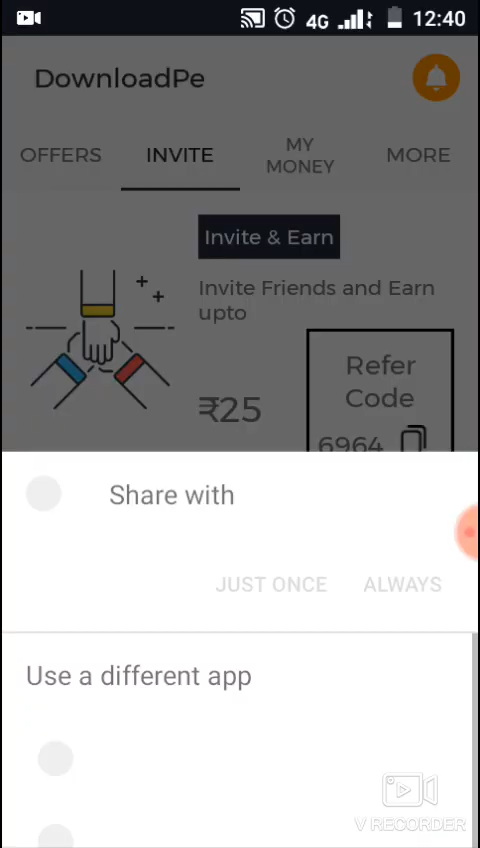 4G 12:40
DownloadPe
OFFERS INVITE MY MONEY MORE
Invite & Earn
Invite Friends and Earn
upto
₹25
Refer
Code
6964
Share with
JUST ONCE ALWAYS
Use a different app
V RECORDER